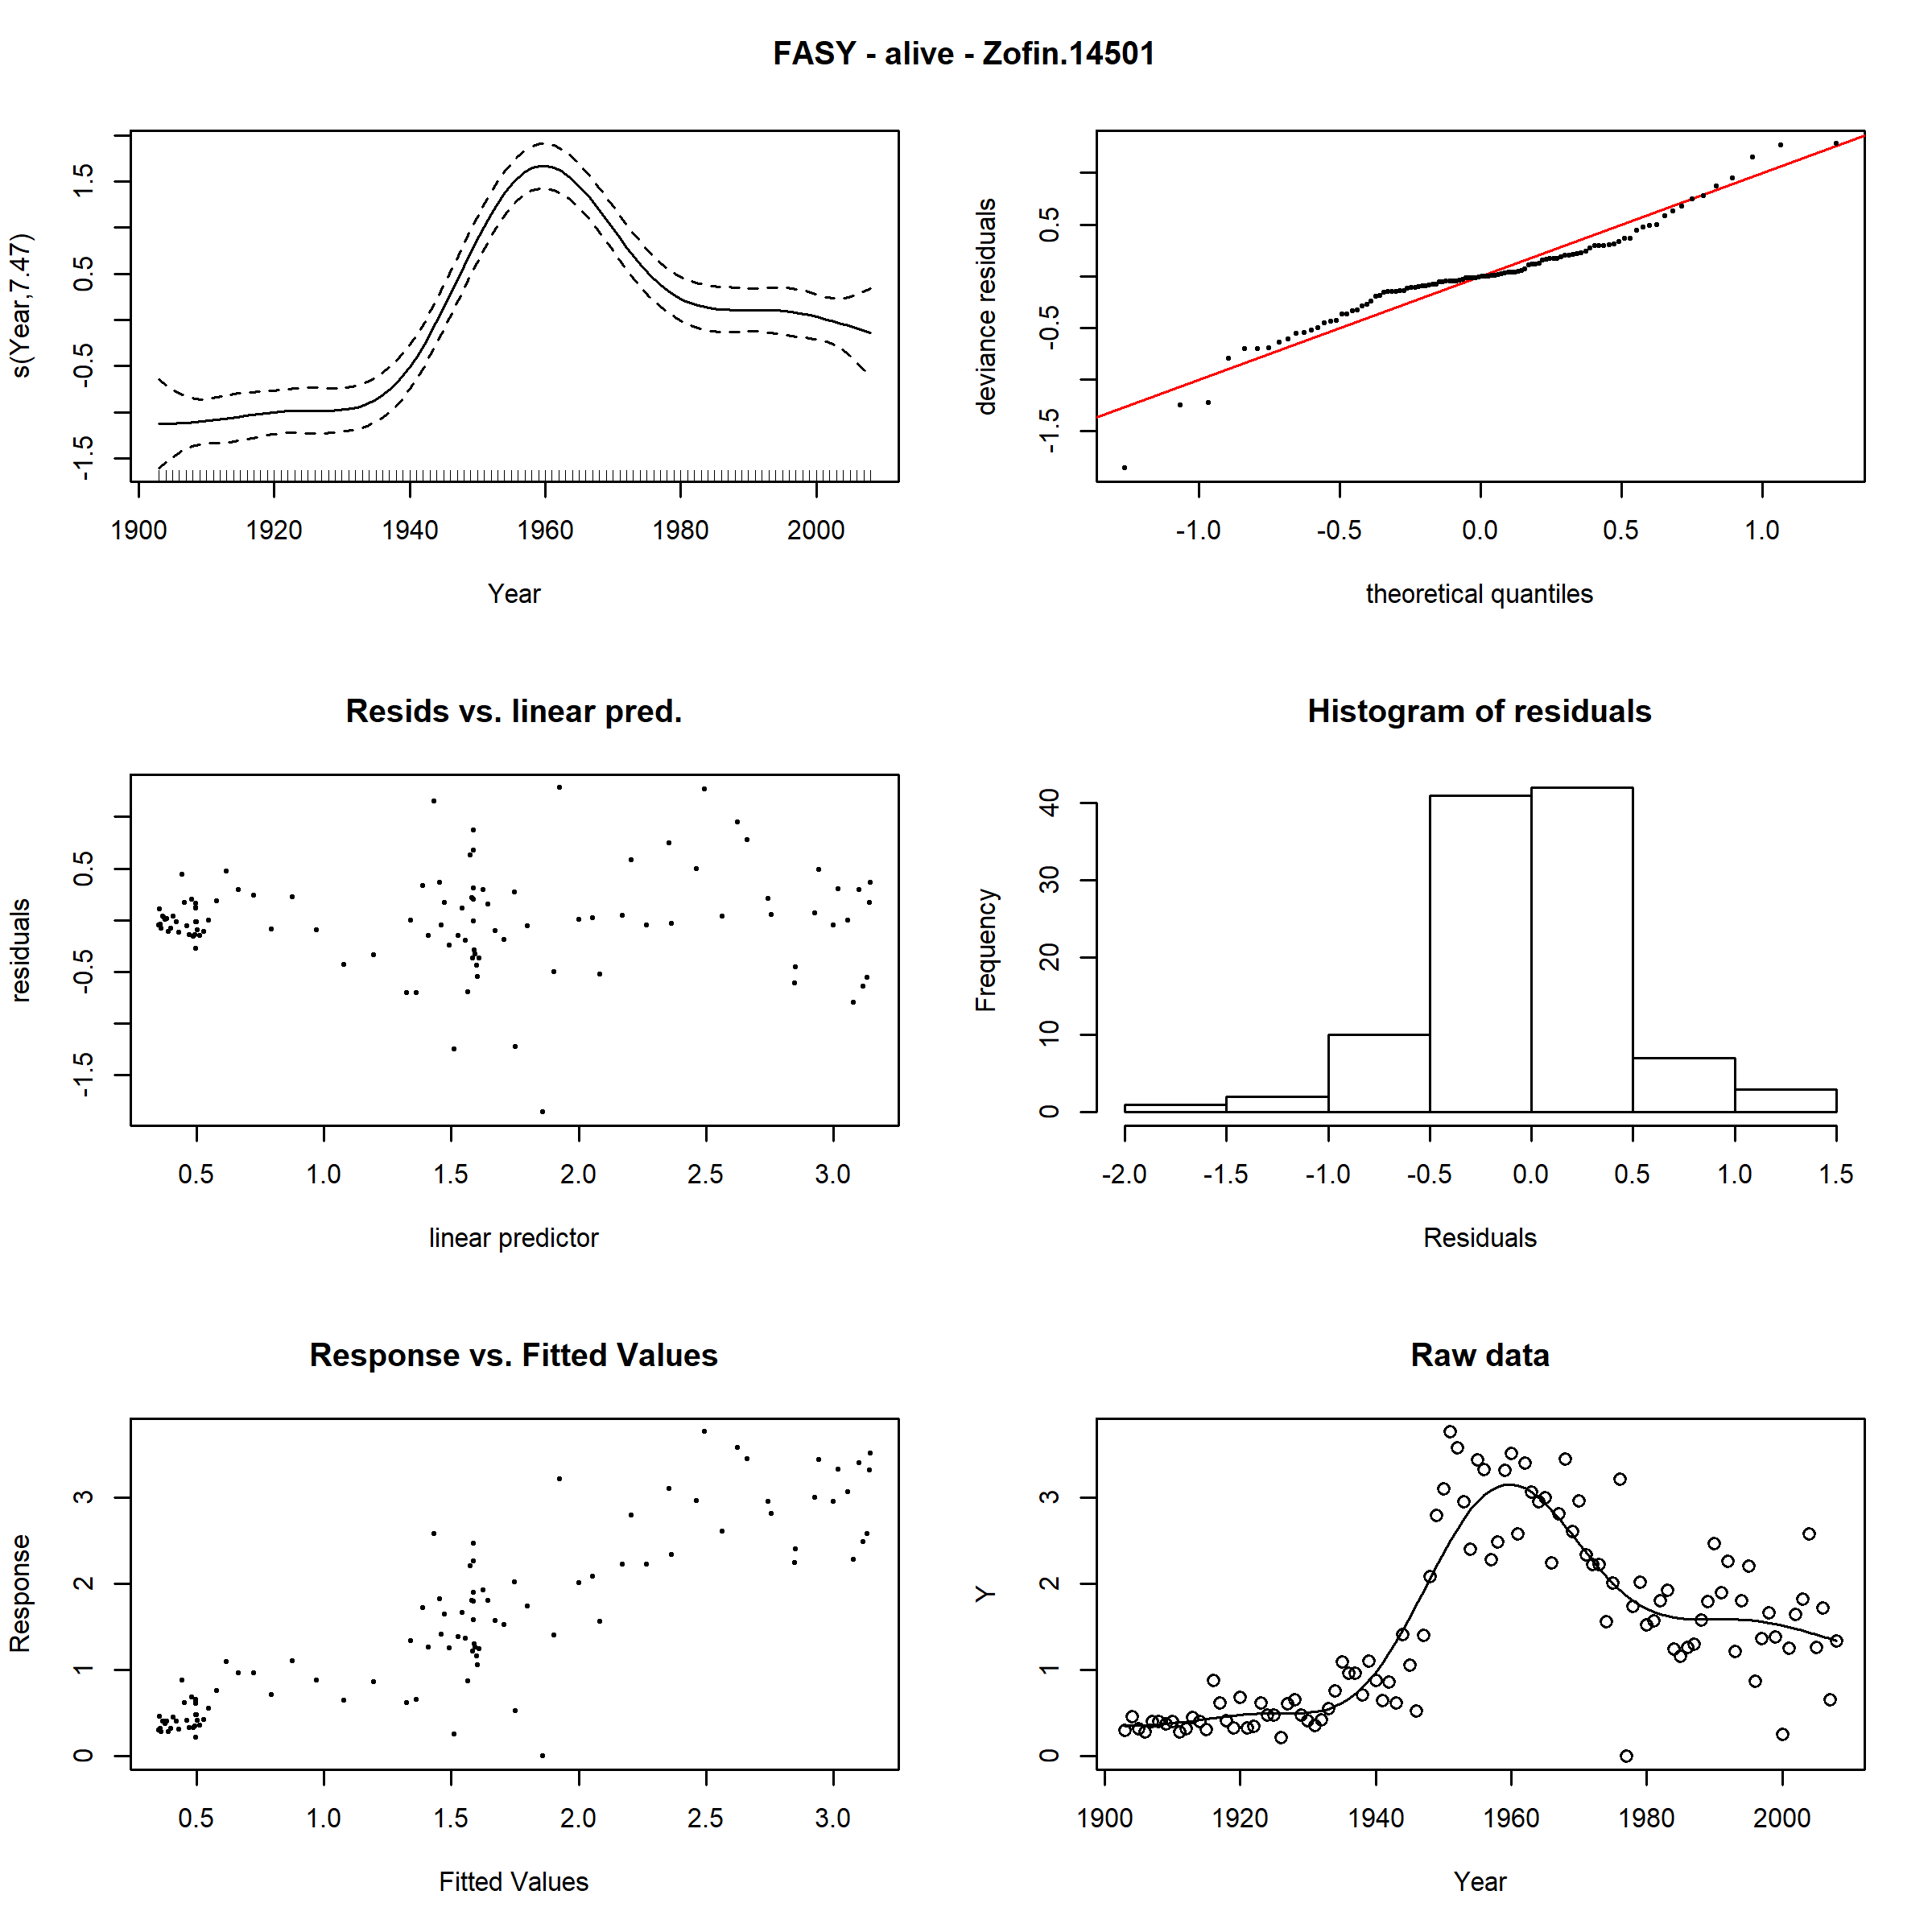 FASY - alive - Zofin.14501
s(Year,7.47)
1.5
0.5
-0.5
-1.5
1900 1920 1940 1960 1980 2000
Year
deviance residuals
0.5
-0.5
-1.5
-1.0 -0.5 0.0 0.5 1.0
theoretical quantiles
Resids vs. linear pred.
residuals
0.5
-0.5
-1.5
0.5 1.0 1.5 2.0 2.5 3.0
linear predictor
Histogram of residuals
Frequency
40
30
20
10
0
-2.0 -1.5 -1.0 -0.5 0.0 0.5 1.0 1.5
Residuals
Response vs. Fitted Values
Response
3
2
1
0
0.5 1.0 1.5 2.0 2.5 3.0
Fitted Values
Raw data
Y
3
2
1
0
1900 1920 1940 1960 1980 2000
Year